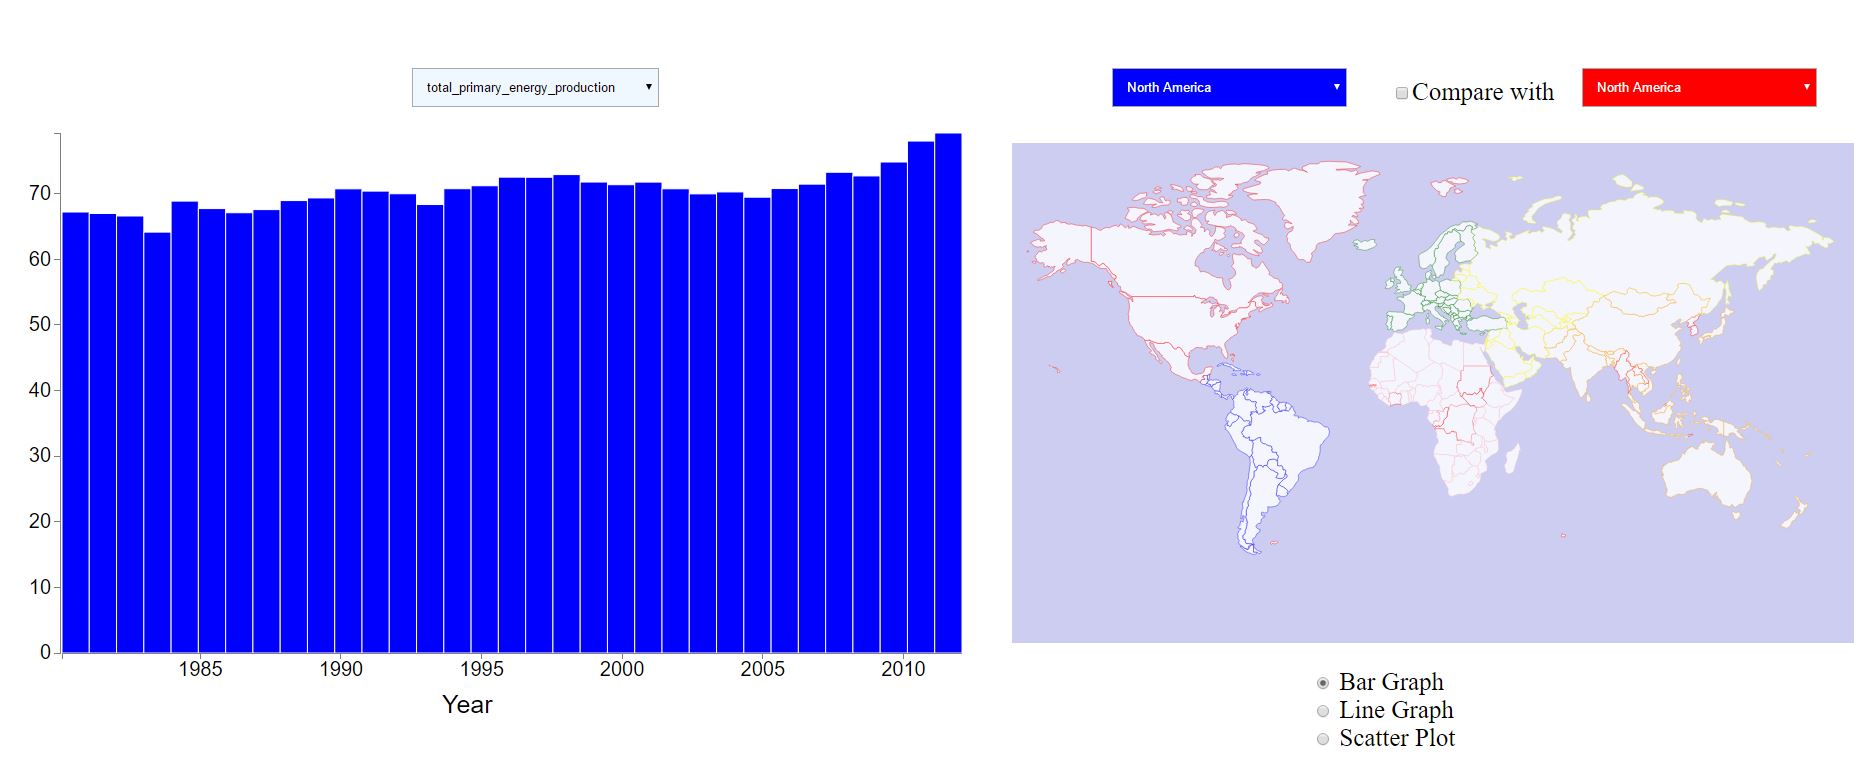 total_primary_energy_production
North America
Compare with
North America
70
60
50
40
30
20
10
0
1985 1990 1995 2000 2005 2010
Year
Bar Graph
Line Graph
Scatter Plot